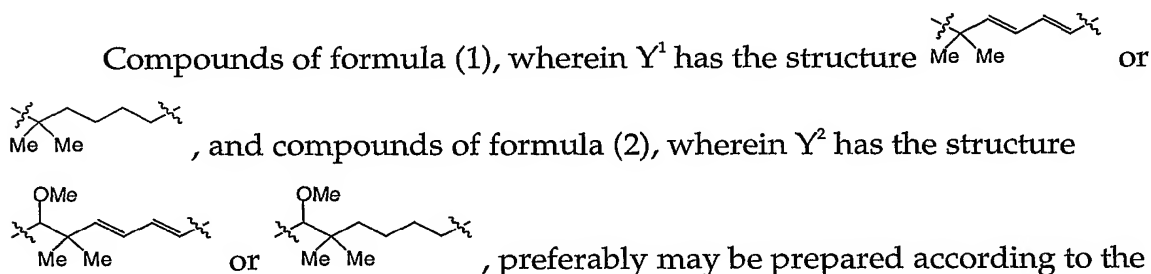 Compounds of formula (1), wherein Y¹ has the structure Me Me or
Me Me , and compounds of formula (2), wherein Y² has the structure
OMe OMe
Me Me or Me Me , preferably may be prepared according to the